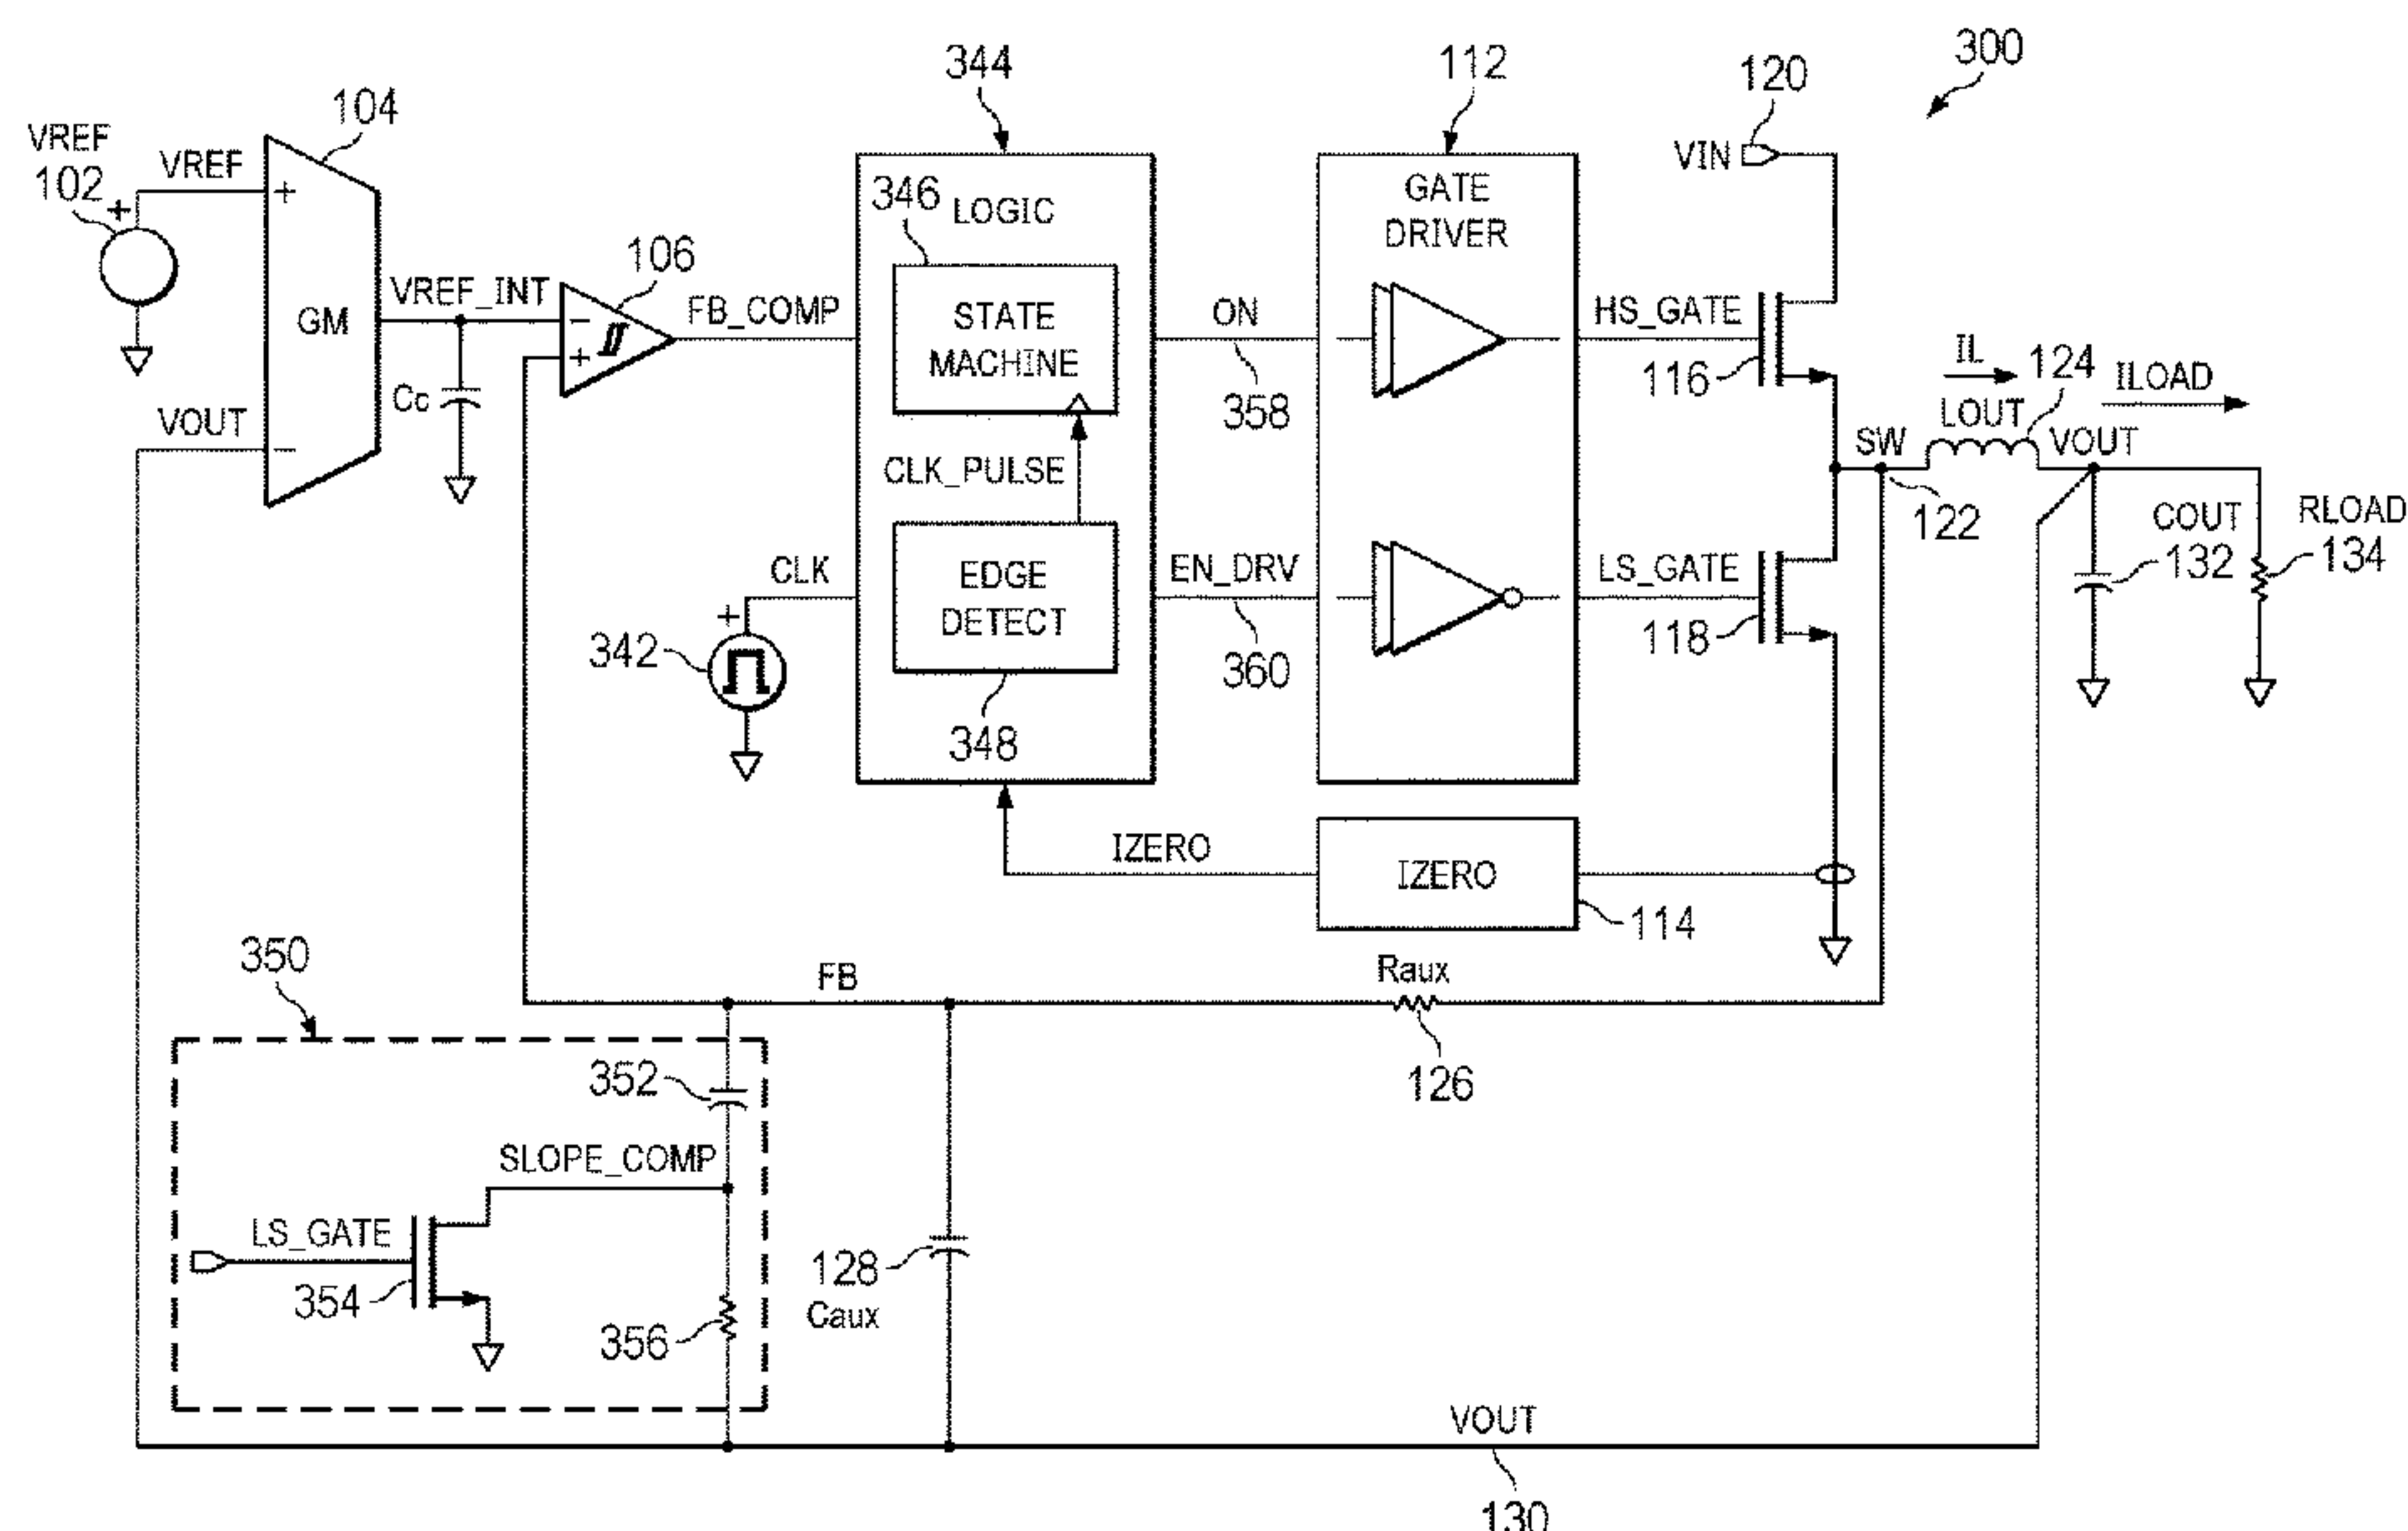 300
344
112
120
104
VREF
102
VREF
+
+
VIN
GATE
DRIVER
346
LOGIC
106
VREF_INT
FB_COMP
STATE
MACHINE
ON
358
HS_GATE
116
GM
−
+
Cc
IL
124
ILOAD
LOUT
VOUT
SW
122
VOUT
−
CLK_PULSE
COUT
132
RLOAD
134
CLK
+
342
EDGE
DETECT
EN_DRV
360
LS_GATE
118
348
IZERO
IZERO
114
350
FB
Raux
126
352
SLOPE_COMP
LS_GATE
354
356
128
Caux
VOUT
130